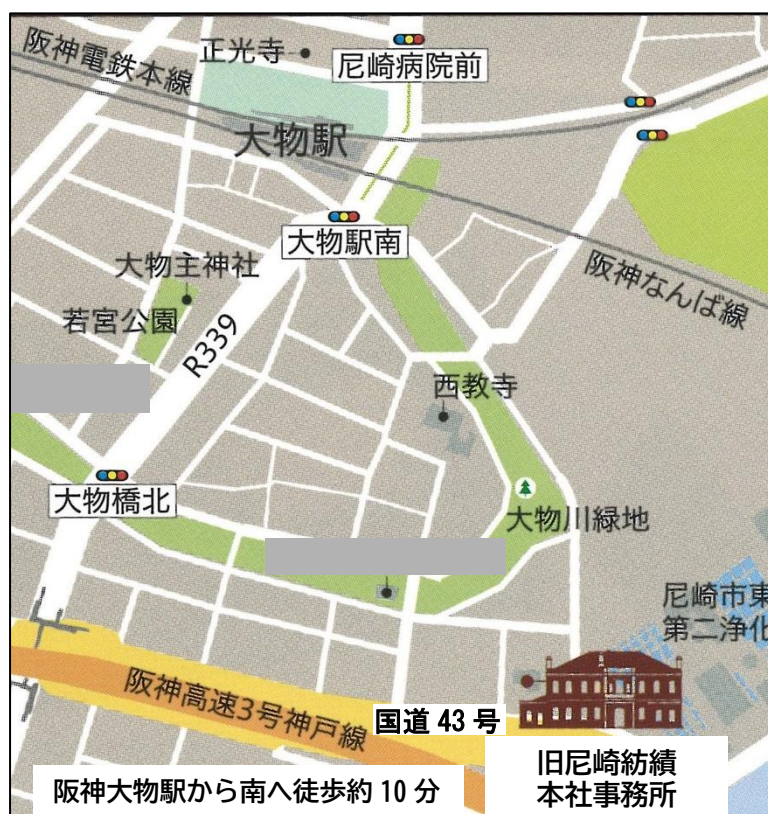 阪神電鉄本線
正光寺
尼崎病院前
大物駅
大物駅南
大物主神社
阪神なんば線
若宮公園
R339
西教寺
大物橋北
大物川緑地
尼崎市東
第二浄化
阪神高速3号神戸線
国道 43 号
阪神大物駅から南へ徒歩約 10 分
旧尼崎紡績
本社事務所